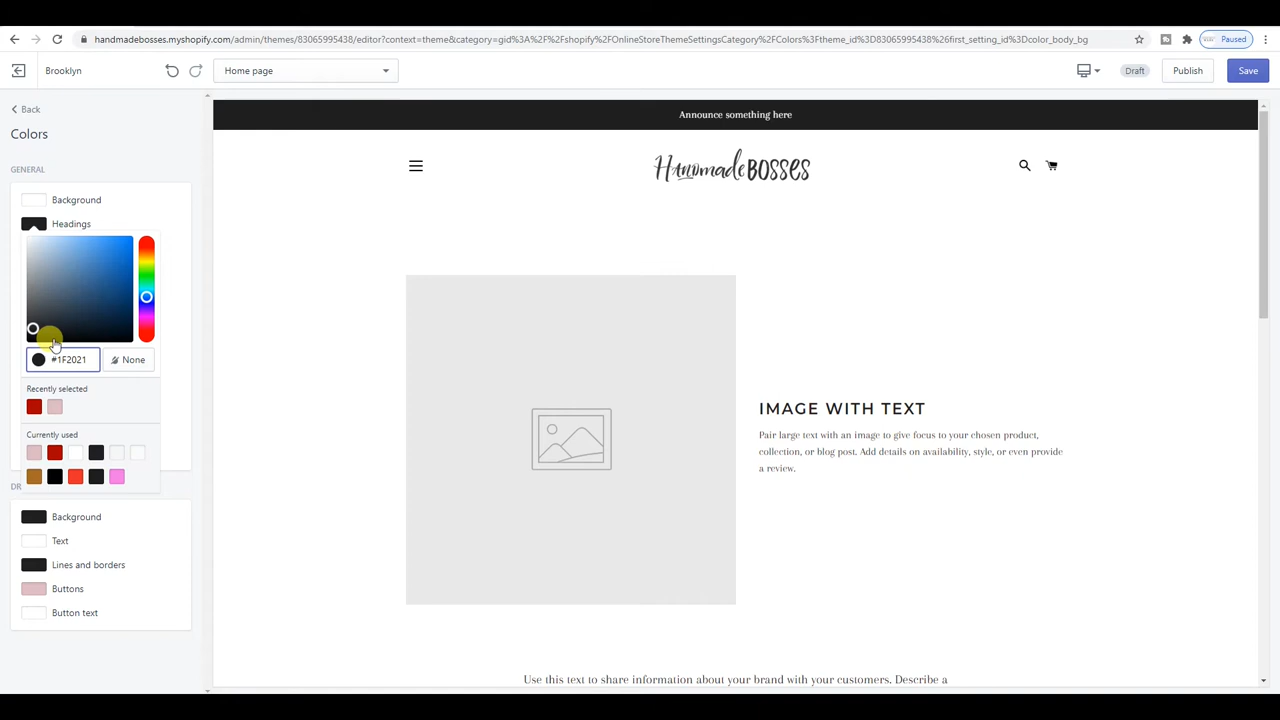 handmadebosses.myshopify.com/admin/themes/83065995438/editor?context=theme&category=gid%3A%2F%2Fshopify%2FOnlineStoreThemeSettingsCategory%2FColors%3Ftheme_id%3D83065995438%26first_setting_id%3Dcolor_body_bg
Paused
Brooklyn
Home page
Draft
Publish
Save
Back
Colors
GENERAL
Background
Headings
#1F2021
None
Recently selected
Currently used
DR
Background
Text
Lines and borders
Buttons
Button text
Announce something here
Handmade BOSSES
IMAGE WITH TEXT
Pair large text with an image to give focus to your chosen product,
collection, or blog post. Add details on availability, style, or even provide
a review.
Use this text to share information about your brand with your customers. Describe a